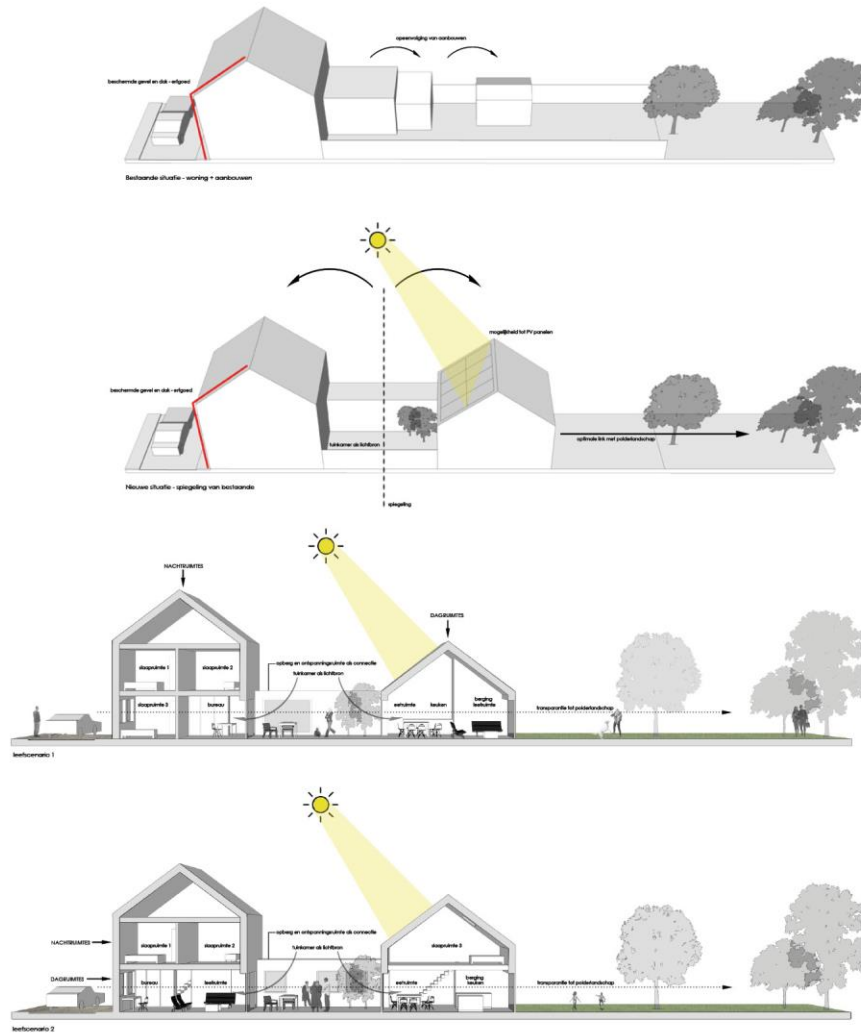 opeenvolging van aanbouwen
beschermde gevel en dak - erfgoed
Bestaande situatie - woning + aanbouwen
mogelijkheid tot PV panelen
beschermde gevel en dak - erfgoed
tuinkamer als lichtbron
optimale link met polderlandschap
Nieuwe situatie - spiegeling van bestaande
spiegeling
NACHTRUIMTES
DAGRUIMTES
slaapruimte 1
slaapruimte 2
opberg en ontspanningsruimte als connectie
tuinkamer als lichtbron
slaapruimte 3
bureau
eetruimte
keuken
berging
leefruimte
transparantie tot polderlandschap
leefscenario 1
NACHTRUIMTES
slaapruimte 1
slaapruimte 2
opberg en ontspanningsruimte als connectie
tuinkamer als lichtbron
slaapruimte 3
DAGRUIMTES
bureau
leefruimte
eetruimte
berging
keuken
transparantie tot polderlandschap
leefscenario 2